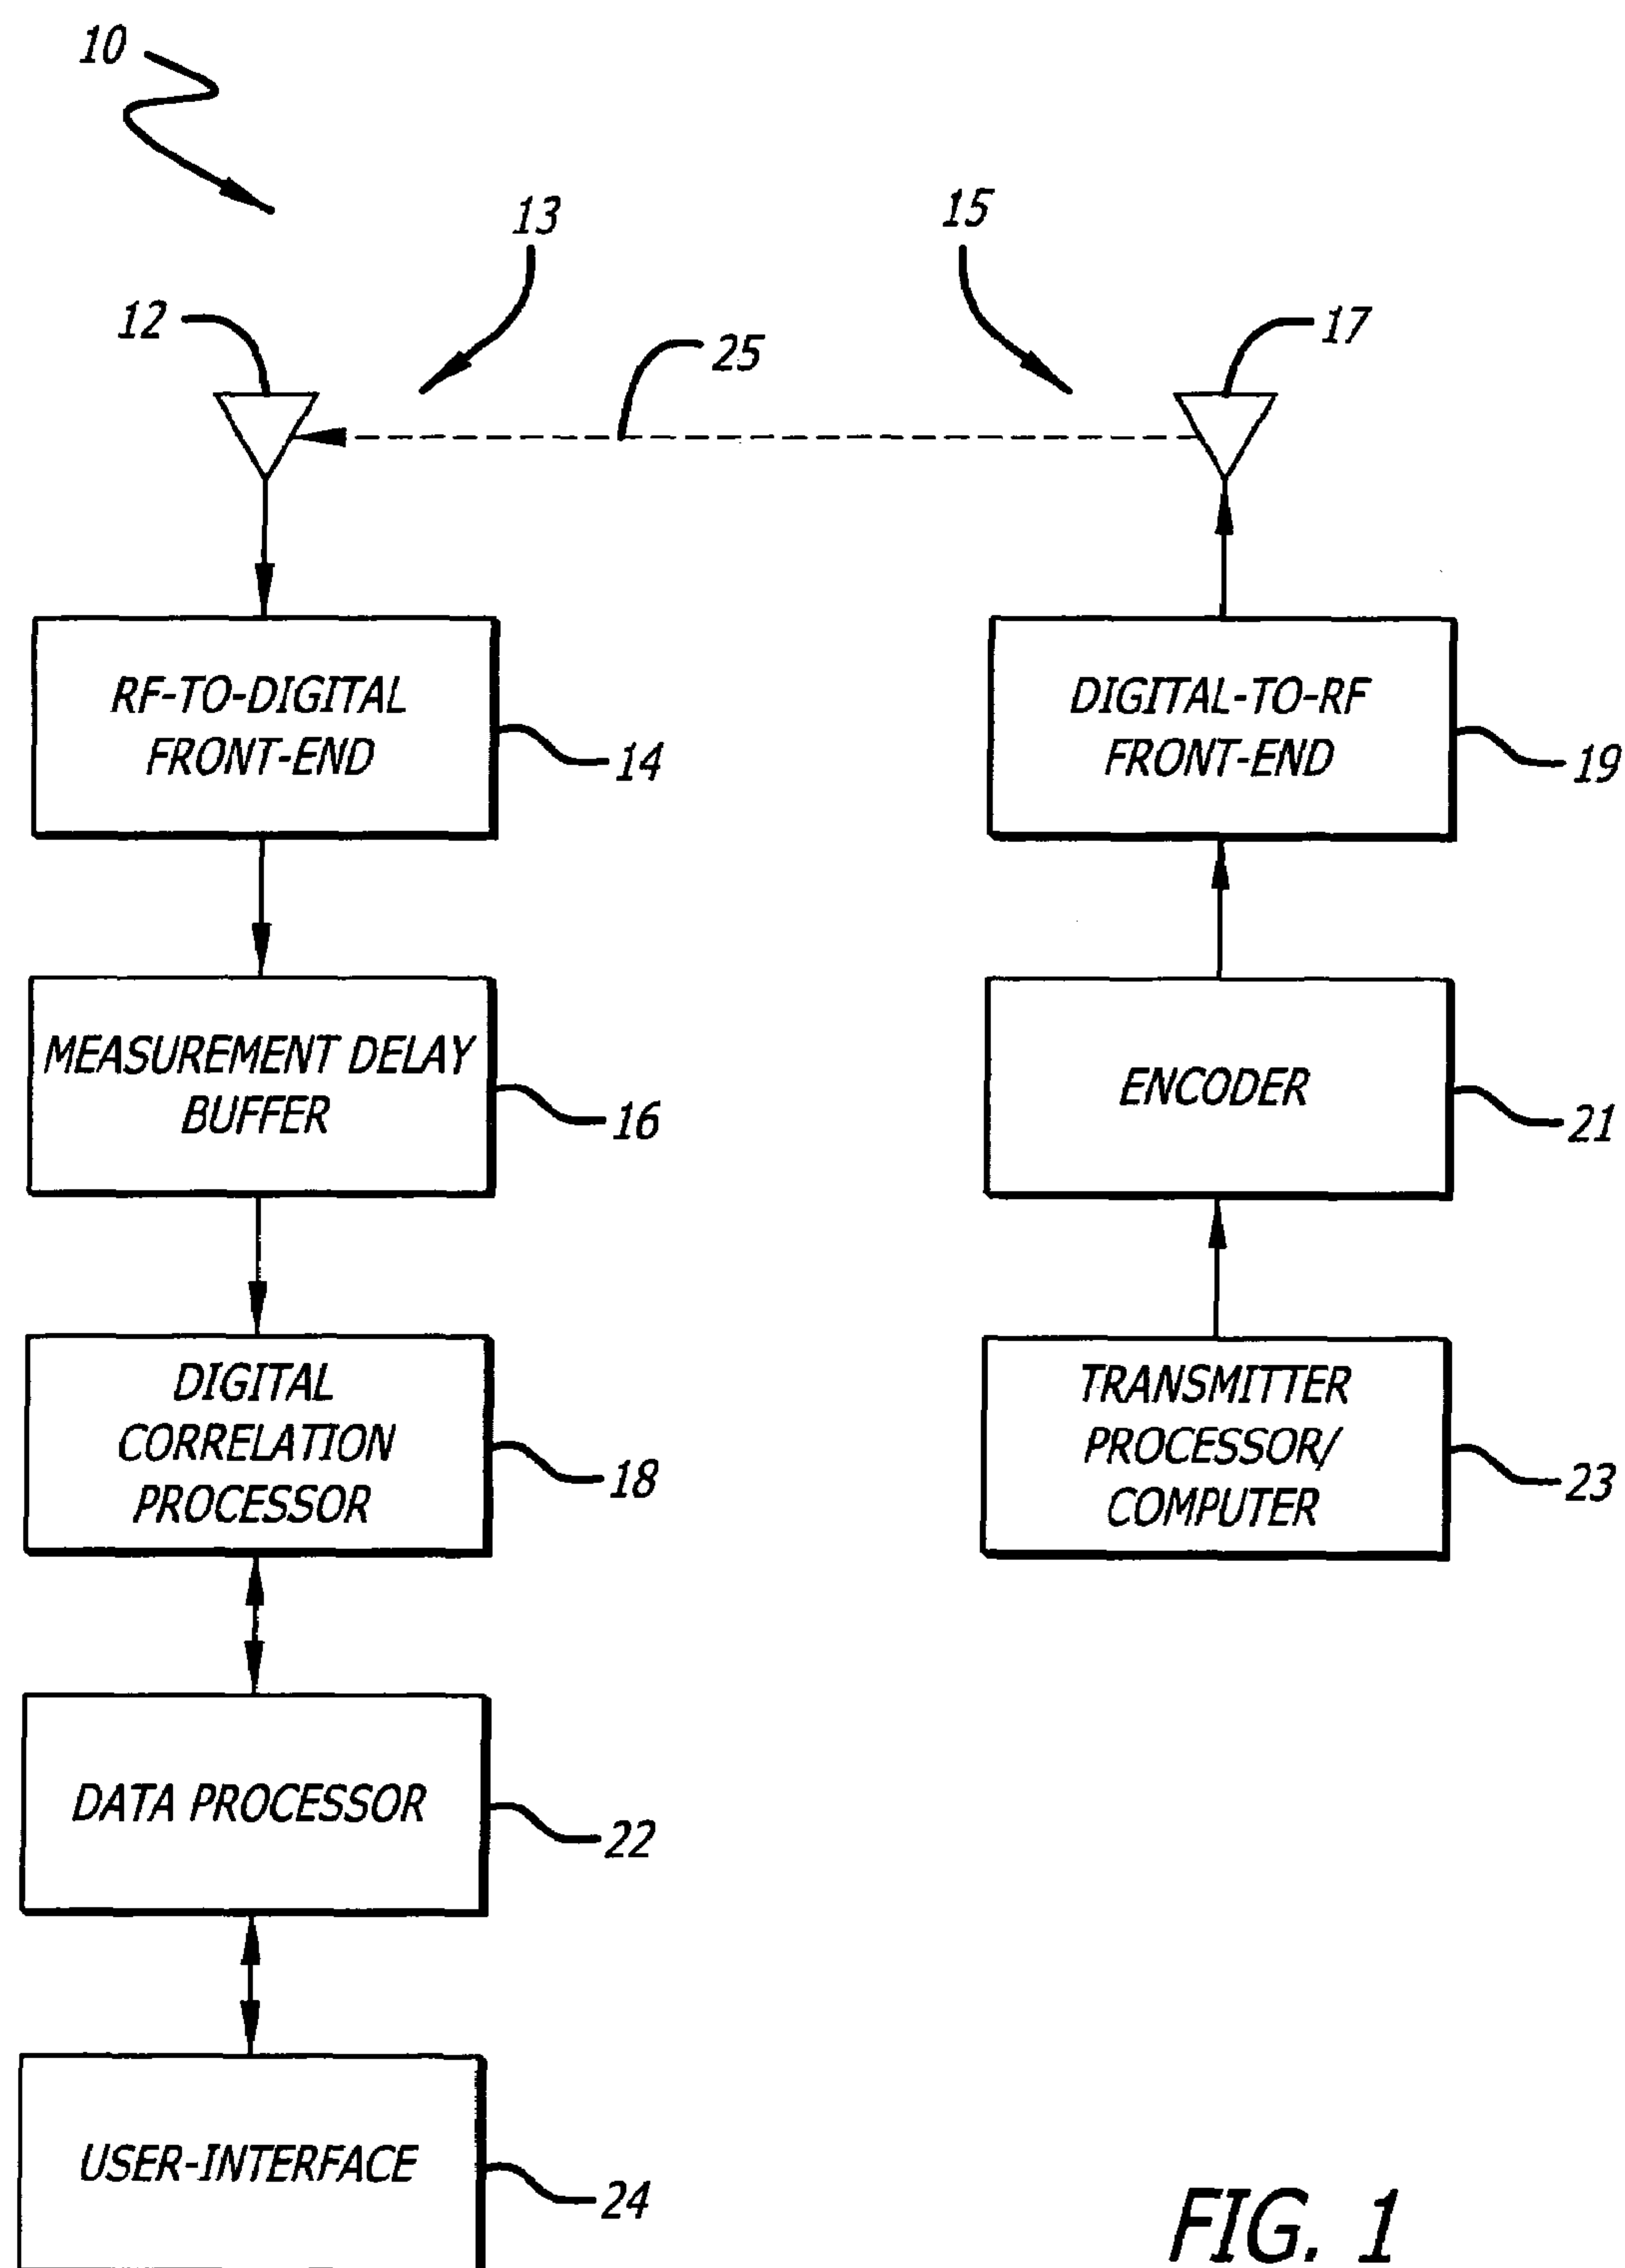 10
13
15
12
25
17
RF-TO-DIGITAL
FRONT-END
14
DIGITAL-TO-RF
FRONT-END
19
MEASUREMENT DELAY
BUFFER
16
ENCODER
21
DIGITAL
CORRELATION
PROCESSOR
18
TRANSMITTER
PROCESSOR/
COMPUTER
23
DATA PROCESSOR
22
USER-INTERFACE
24
FIG. 1